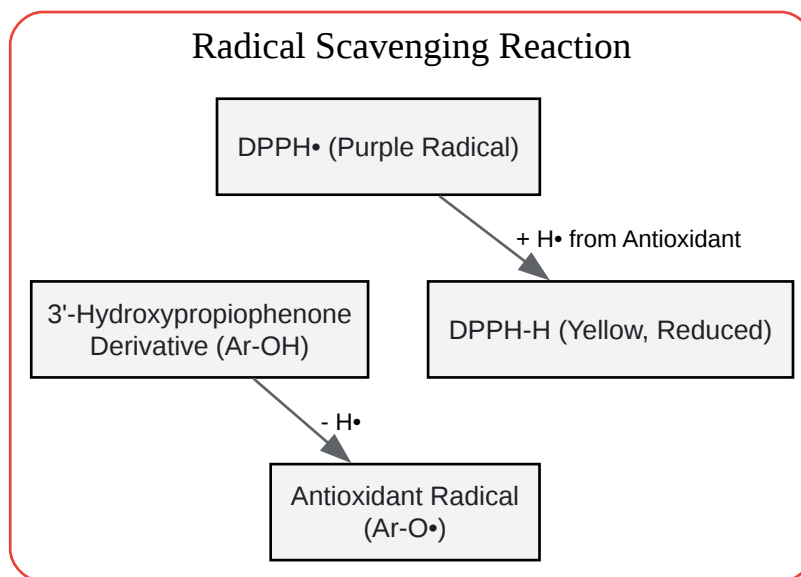 Radical Scavenging Reaction
DPPH• (Purple Radical)
+ H• from Antioxidant
3'-Hydroxypropiophenone
Derivative (Ar-OH)
DPPH-H (Yellow, Reduced)
- H•
Antioxidant Radical
(Ar-O•)